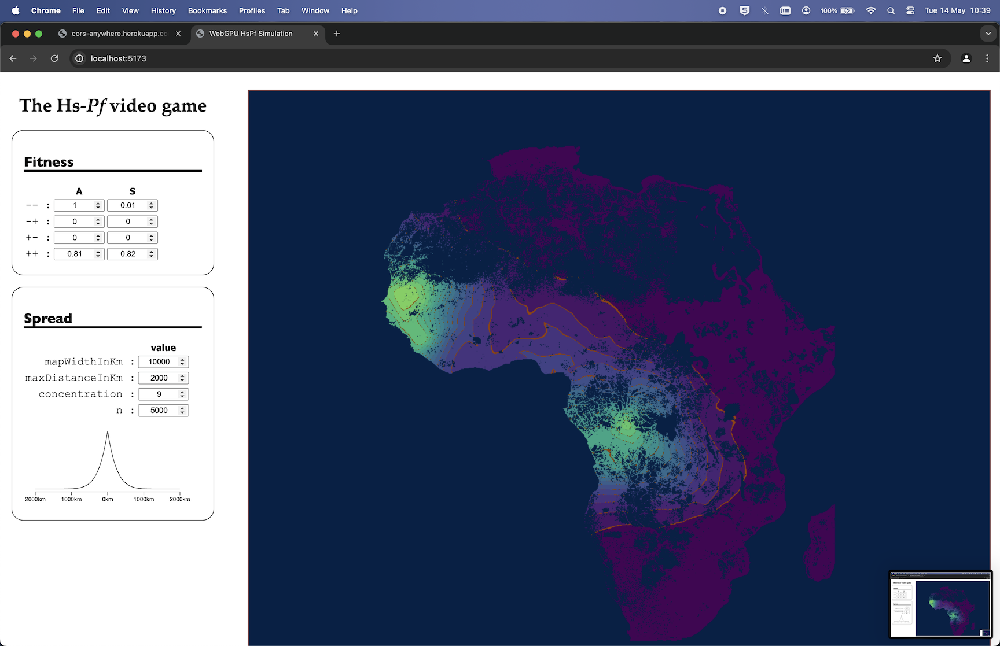 Chrome File Edit View History Bookmarks Profiles Tab Window Help 100% Tue 14 May 10:39
cors-anywhere.herokuapp.co WebGPU HsPf Simulation
localhost:5173
The Hs-Pf video game
Fitness
A S
-- : 1 0.01
-+ : 0 0
+- : 0 0
++ : 0.81 0.82
Spread
value
mapWidthInKm : 10000
maxDistanceInKm : 2000
concentration : 9
n : 5000
2000km 1000km 0km 1000km 2000km